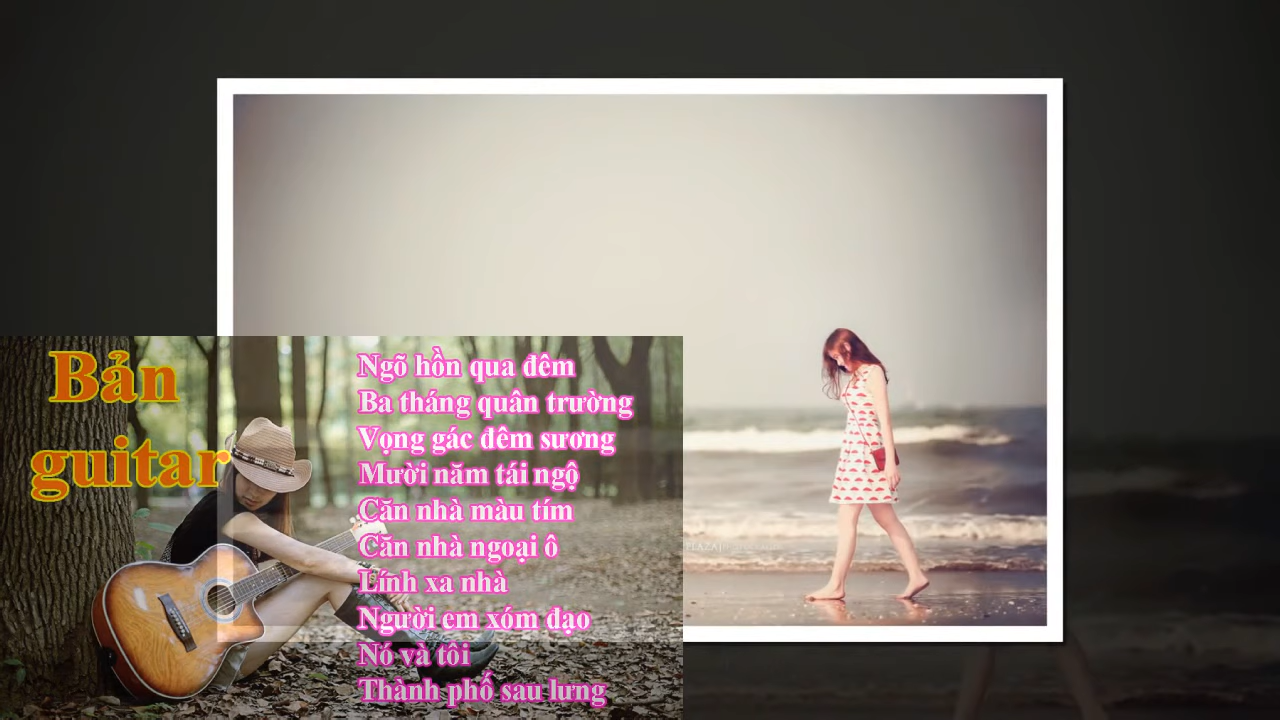 Bản
guitar
Ngõ hồn qua đêm
Ba tháng quân trường
Vọng gác đêm sương
Mười năm tái ngộ
Căn nhà màu tím
Căn nhà ngoại ô
Lính xa nhà
Người em xóm đạo
Nó và tôi
Thành phố sau lưng